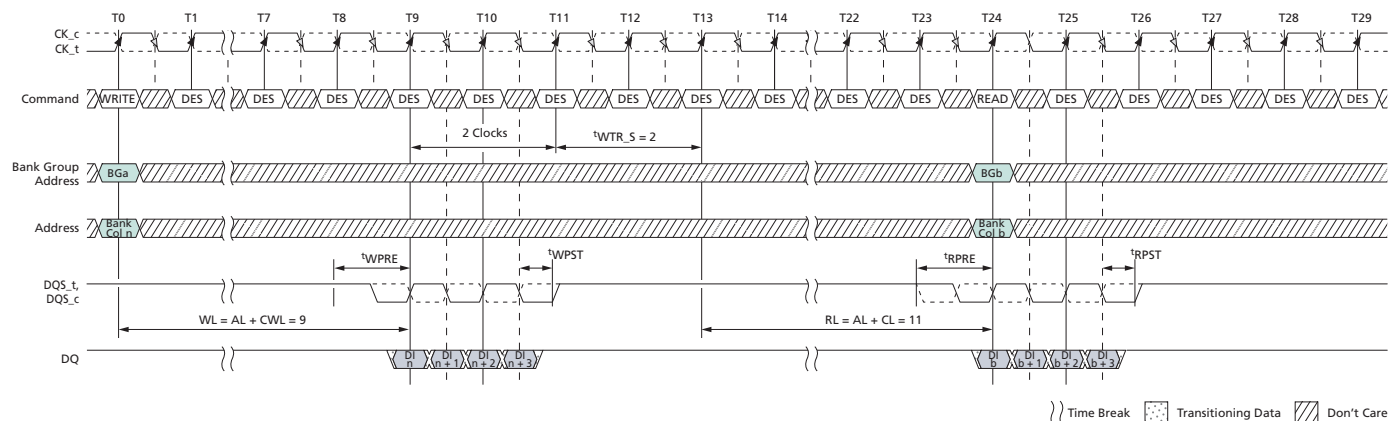 T0 T1 T7 T8 T9 T10 T11 T12 T13 T14 T22 T23 T24 T25 T26 T27 T28 T29
CK_c
CK_t
Command WRITE DES DES DES DES DES DES DES DES DES DES DES READ DES DES DES DES DES
2 Clocks tWTR_S = 2
Bank Group
Address BGa BGb
Address Bank
Col n Bank
Col b
tWPRE tWPST tRPRE tRPST
DQS_t,
DQS_c
WL = AL + CWL = 9 RL = AL + CL = 11
DQ DI
n DI
n + 1 DI
n + 2 DI
n + 3 DI
b DI
b + 1 DI
b + 2 DI
b + 3
Time Break Transitioning Data Don't Care